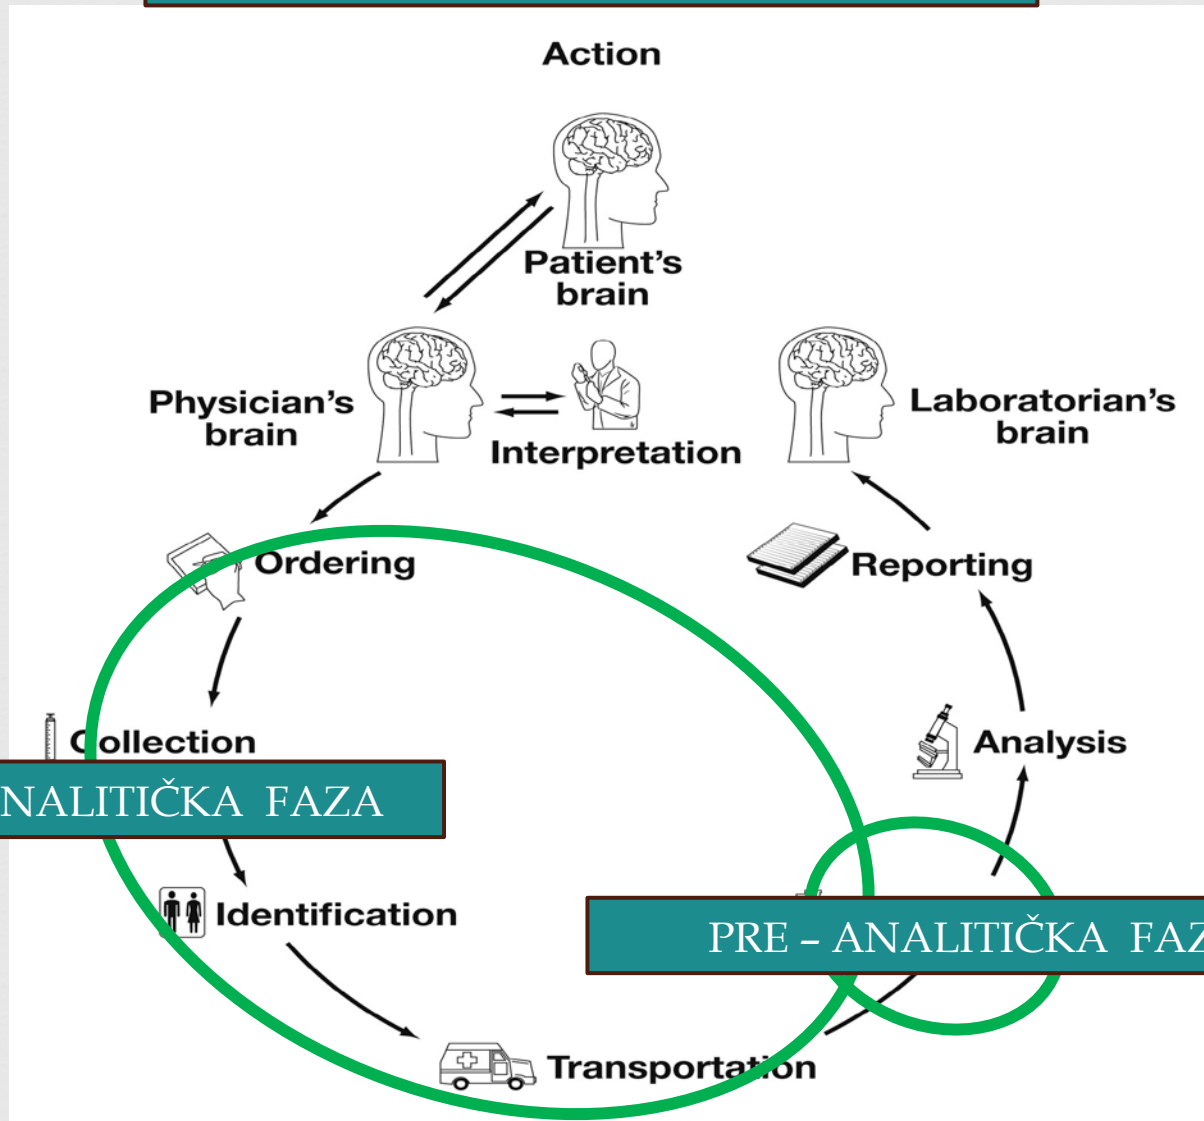 Action
Patient's
brain
Physician's
brain
Interpretation
Laboratorian's
brain
Ordering
Reporting
Collection
Analysis
NALITIČKA FAZA
Identification
PRE – ANALITIČKA FAZ
Transportation